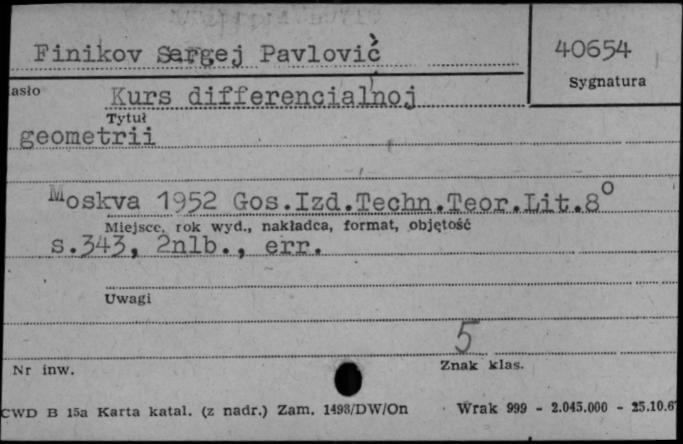 Finikov Sergej Pavlovič
40654
Sygnatura
asło
Kurs differencialnoj
Tytuł
geometrii
Moskva 1952 Gos.Izd.Techn.Teor.Lit.8°
Miejsce, rok wyd., nakładca, format, objętość
s.343, 2nlb., err.
Uwagi
5
Nr inw.
Znak klas.
CWD B 15a Karta katal. (z nadr.) Zam. 1493/DW/On Wrak 999 - 2.045.000 - 25.10.6